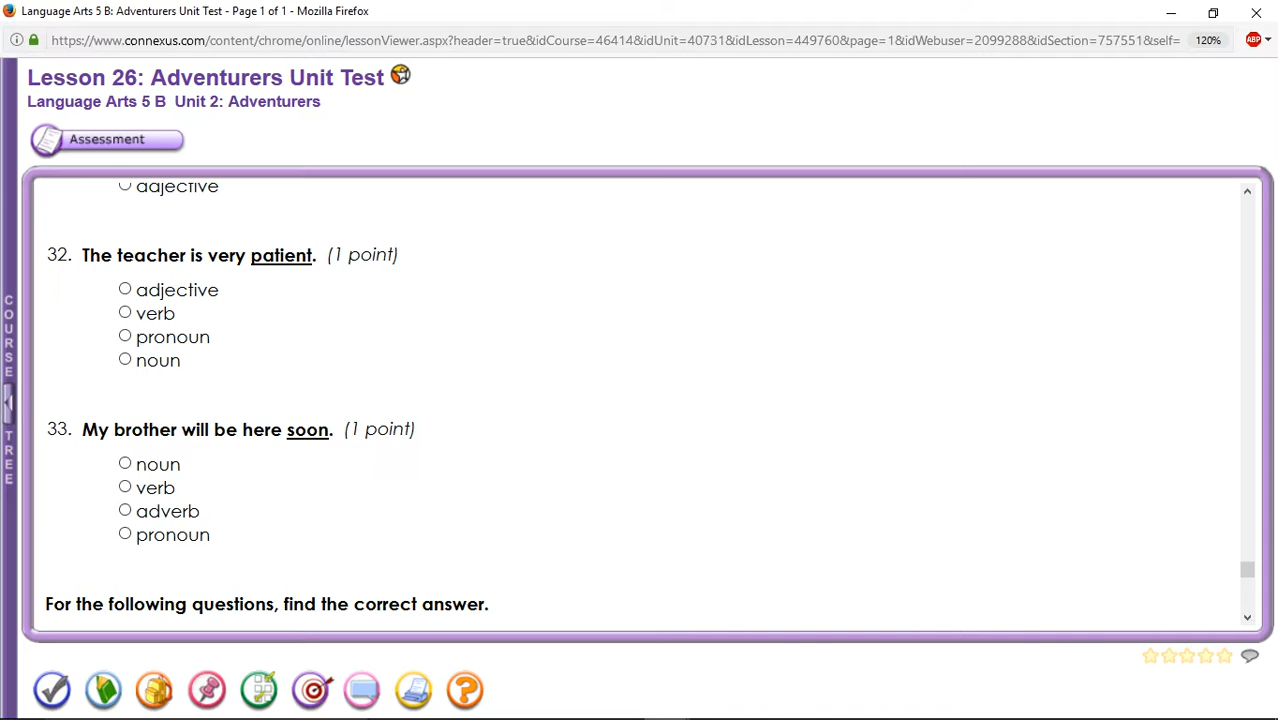 Language Arts 5 B: Adventurers Unit Test - Page 1 of 1 - Mozilla Firefox
https://www.connexus.com/content/chrome/online/lessonViewer.aspx?header=true&idCourse=46414&idUnit=40731&idLesson=449760&page=1&idWebuser=2099288&idSection=757551&self= 120% ABP
Lesson 26: Adventurers Unit Test
Language Arts 5 B Unit 2: Adventurers
Assessment
adjective
32. The teacher is very patient. (1 point)
adjective
verb
pronoun
noun
33. My brother will be here soon. (1 point)
noun
verb
adverb
pronoun
For the following questions, find the correct answer.
COURSE TREE